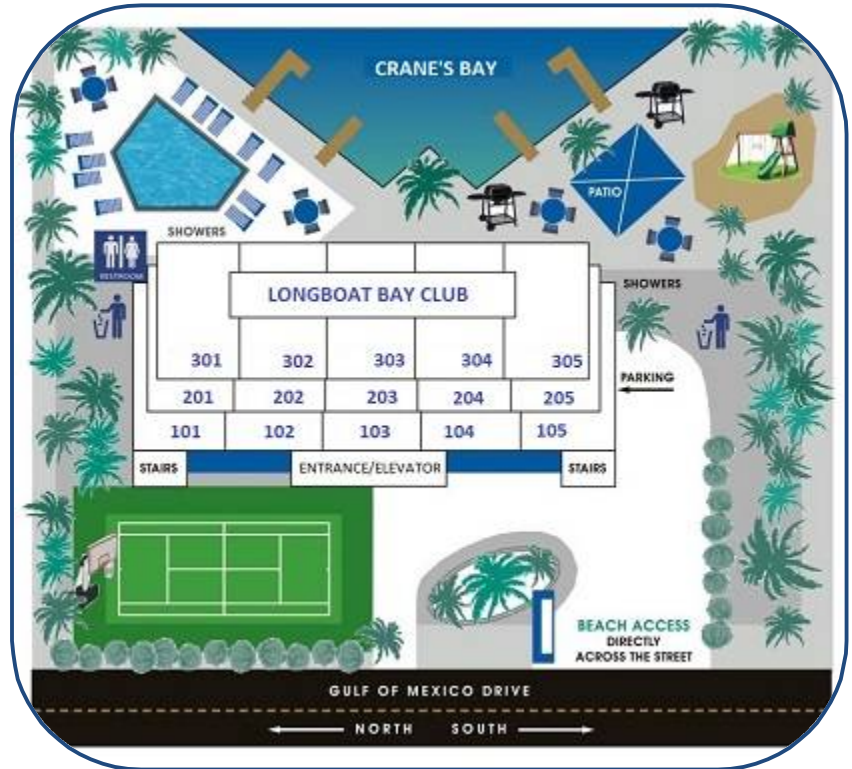 CRANE'S BAY
PATIO
SHOWERS
RESTROOM
SHOWERS
LONGBOAT BAY CLUB
301 302 303 304 305
PARKING
201 202 203 204 205
101 102 103 104 105
STAIRS ENTRANCE/ELEVATOR STAIRS
BEACH ACCESS
DIRECTLY
ACROSS THE STREET
GULF OF MEXICO DRIVE
NORTH SOUTH